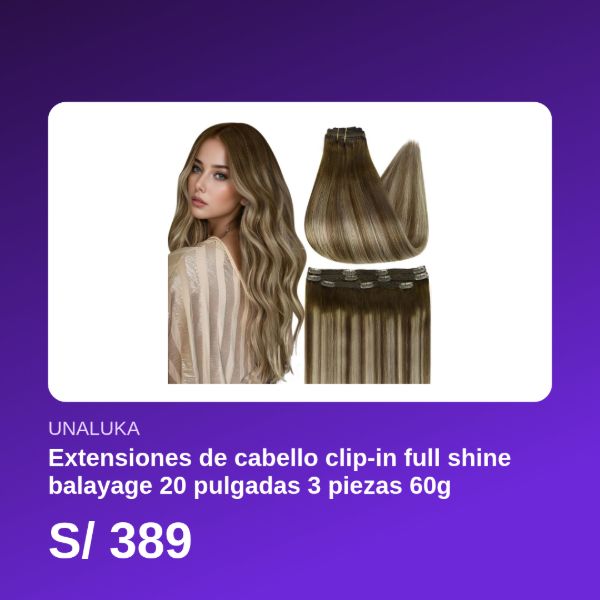 UNALUKA
Extensiones de cabello clip-in full shine
balayage 20 pulgadas 3 piezas 60g
S/ 389